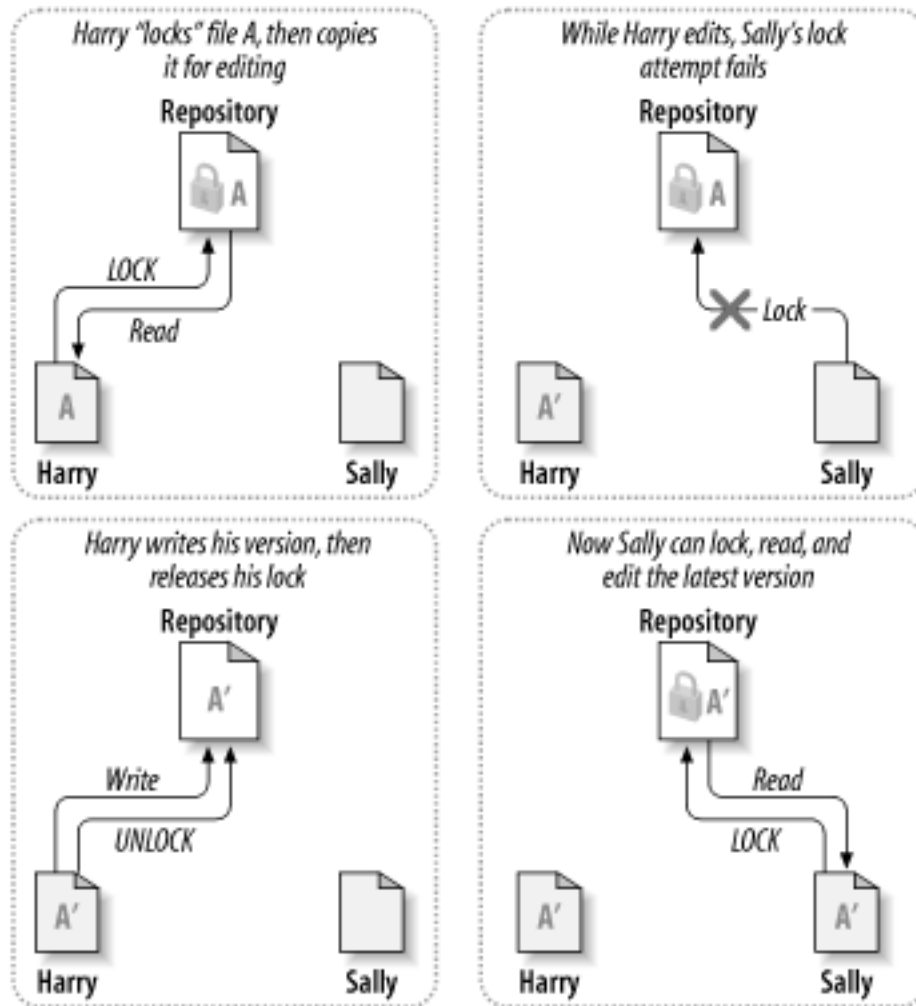 Harry “locks” file A, then copies
it for editing
Repository
A
LOCK
Read
A
Harry
Sally
While Harry edits, Sally’s lock
attempt fails
Repository
A
Lock
A′
Harry
Sally
Harry writes his version, then
releases his lock
Repository
A′
Write
UNLOCK
A′
Harry
Sally
Now Sally can lock, read, and
edit the latest version
Repository
A′
Read
LOCK
A′
A′
Harry
Sally